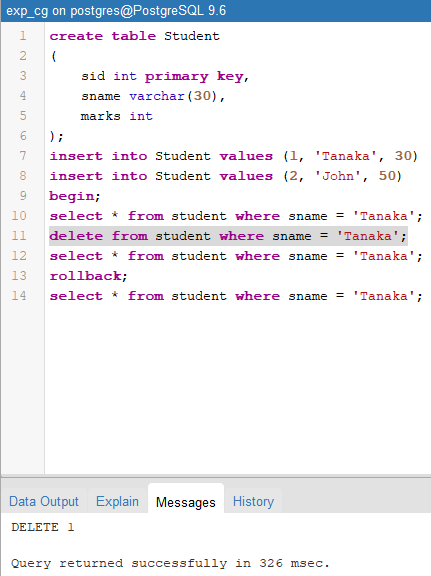 exp_cg on postgres@PostgreSQL 9.6
1 create table Student
2 (
3 sid int primary key,
4 sname varchar(30),
5 marks int
6 );
7 insert into Student values (1, 'Tanaka', 30)
8 insert into Student values (2, 'John', 50)
9 begin;
10 select * from student where sname = 'Tanaka';
11 delete from student where sname = 'Tanaka';
12 select * from student where sname = 'Tanaka';
13 rollback;
14 select * from student where sname = 'Tanaka';
Data Output Explain Messages History
DELETE 1
Query returned successfully in 326 msec.